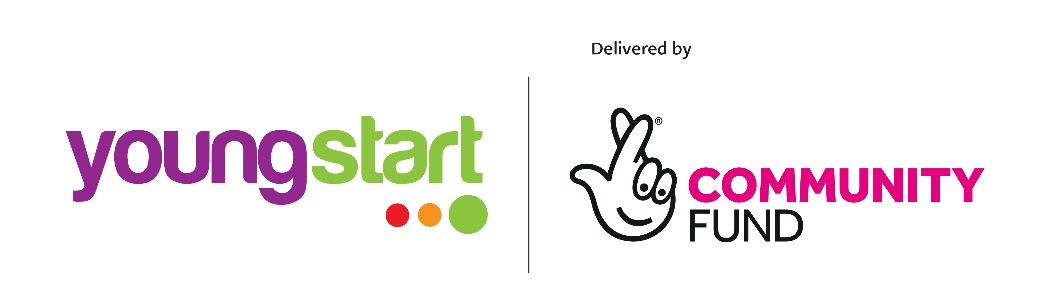 youngstart
Delivered by
®
COMMUNITY
FUND